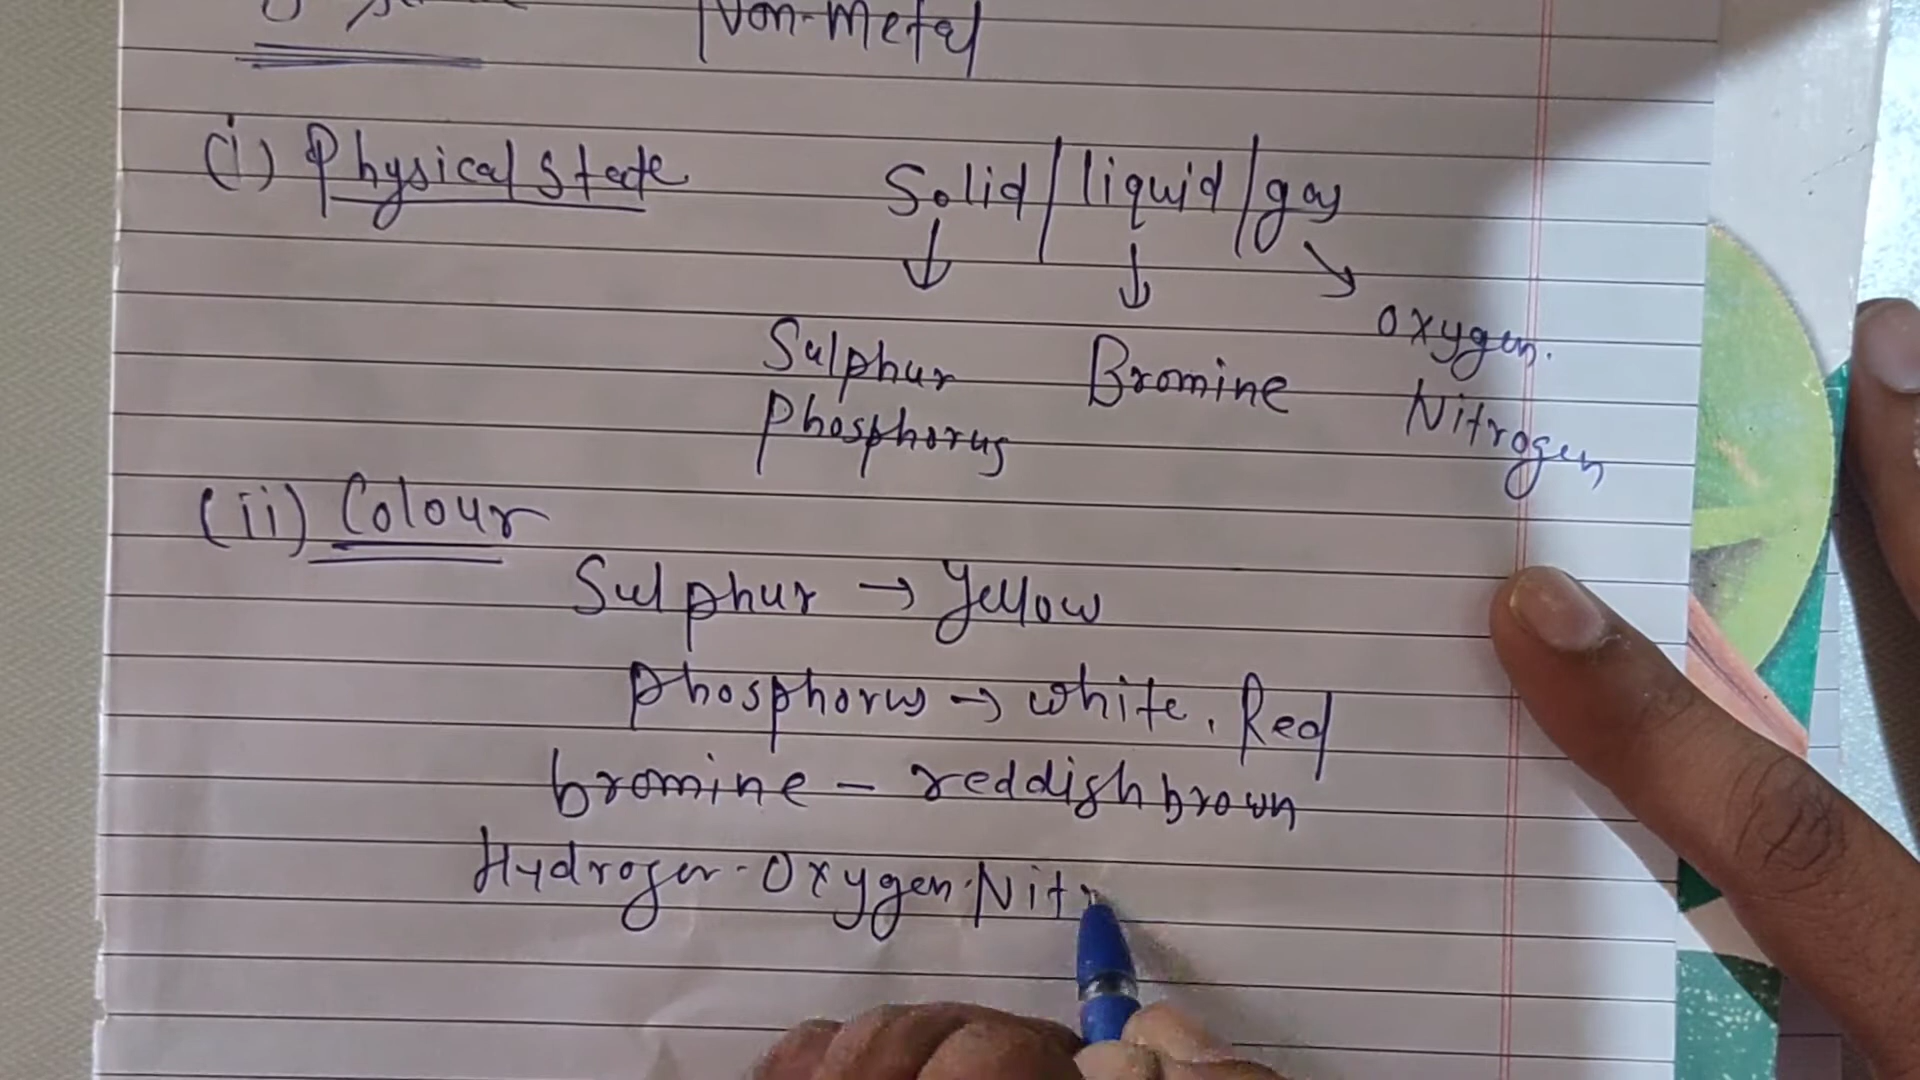 Non-Metal
(i) Physical State Solid/liquid/gas
Oxygen.
Sulphur Bromine Nitrogen
Phosphorus
(ii) Colour
Sulphur → Yellow
Phosphorus → white. Red
bromine - reddish brown
Hydrogen. Oxygen. Nitr